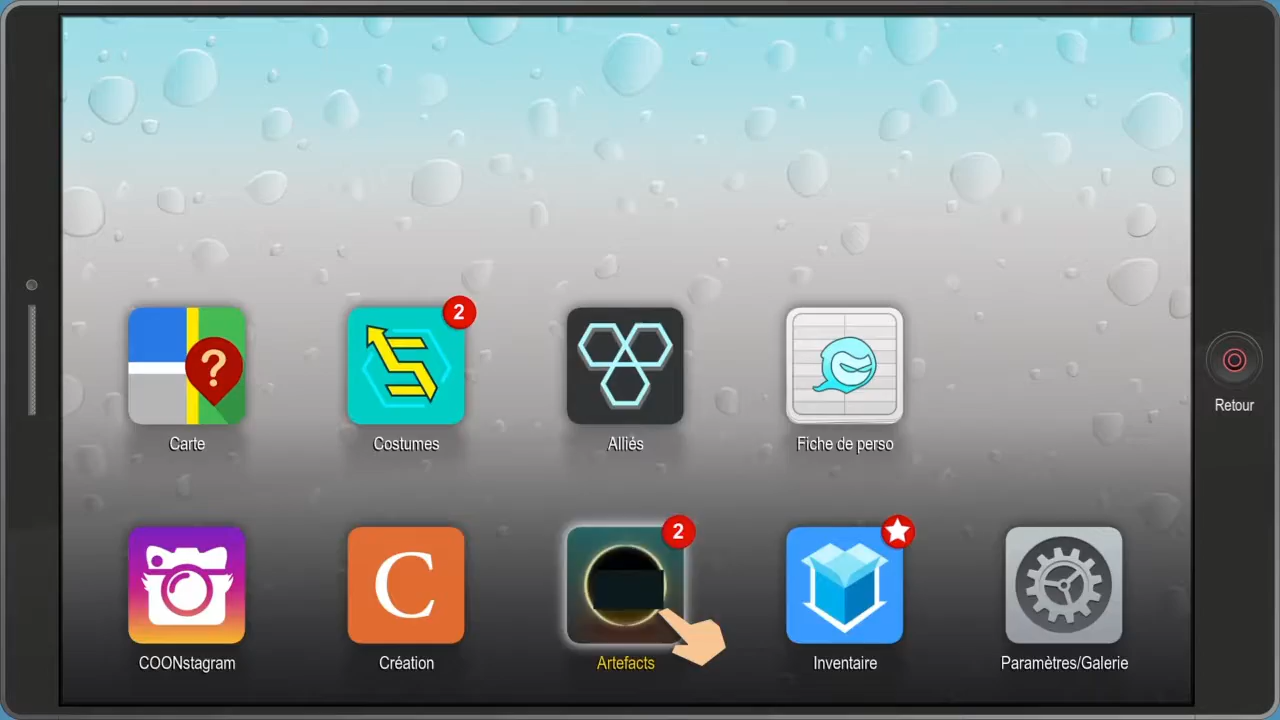 2
?
Retour
Carte
Costumes
Alliés
Fiche de perso
2
C
COONstagram
Création
Artefacts
Inventaire
Paramètres/Galerie